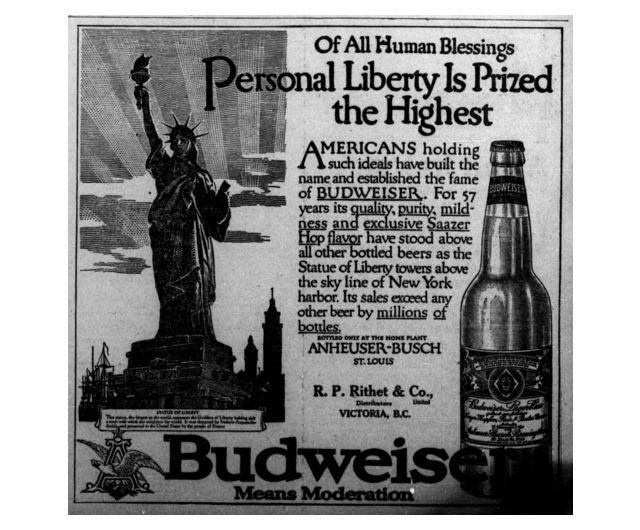 Of All Human Blessings
Personal Liberty Is Prized
the Highest
AMERICANS holding
such ideals have built the
name and established the fame
of BUDWEISER. For 57
years its quality, purity, mild-
ness and exclusive Saazer
Hop flavor have stood above
all other bottled beers as the
Statue of Liberty towers above
the sky line of New York
harbor. Its sales exceed any
other beer by millions of
bottles.
BOTTLED ONLY AT THE HOME PLANT
ANHEUSER-BUSCH
ST. LOUIS
R. P. Rithet & Co.,
Limited
Distributors
VICTORIA, B.C.
BUDWEISER
STATUE OF LIBERTY
Budweiser
Means Moderation